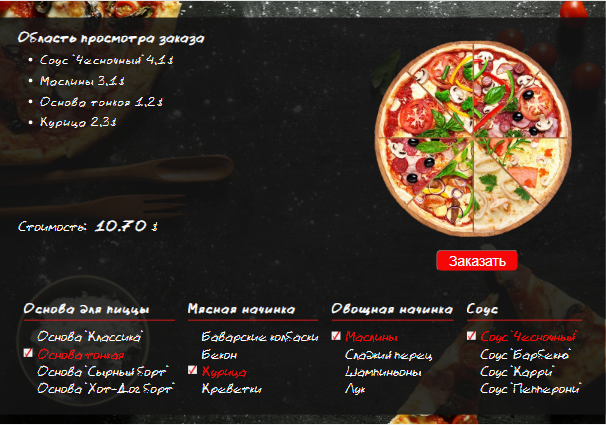 Область просмотра заказа
• Соус "Чесночный" 4,1 $
• Маслины 3,1 $
• Основа тонкая 1,2 $
• Курица 2,3 $
Стоимость: 10.70 $
Заказать
Основа для пиццы
Основа "Классика"
Основа тонкая
Основа "Сырный борт"
Основа "Хот-Дог борт"
Мясная начинка
Баварские колбаски
Бекон
Курица
Креветки
Овощная начинка
Маслины
Сладкий перец
Шампиньоны
Лук
Соус
Соус "Чесночный"
Соус "Барбекю"
Соус "Карри"
Соус "Пепперони"